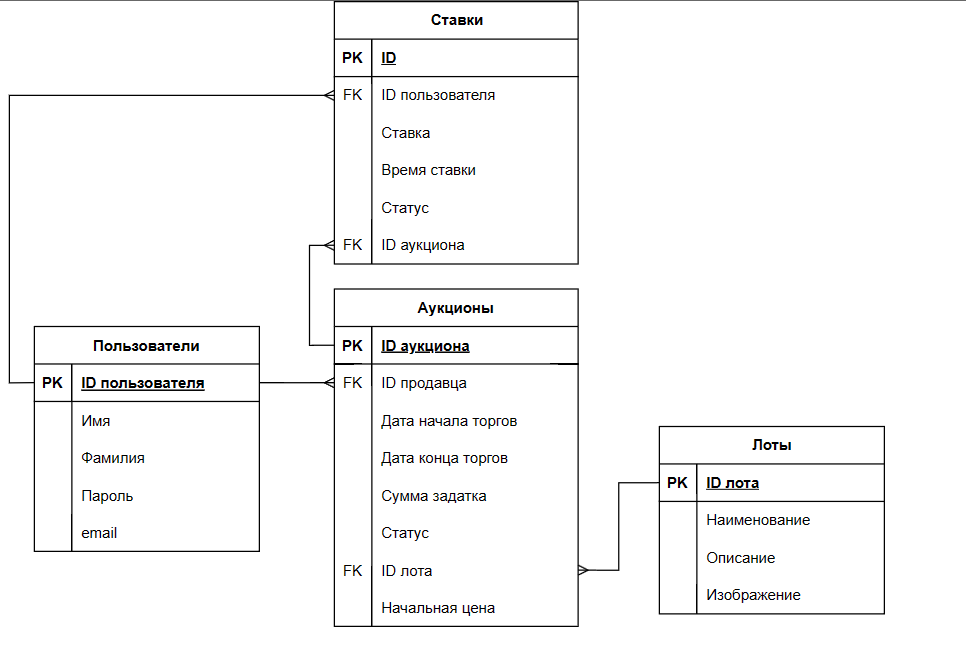 Ставки
PK ID
FK ID пользователя
Ставка
Время ставки
Статус
FK ID аукциона
Аукционы
PK ID аукциона
FK ID продавца
Дата начала торгов
Дата конца торгов
Сумма задатка
Статус
FK ID лота
Начальная цена
Пользователи
PK ID пользователя
Имя
Фамилия
Пароль
email
Лоты
PK ID лота
Наименование
Описание
Изображение